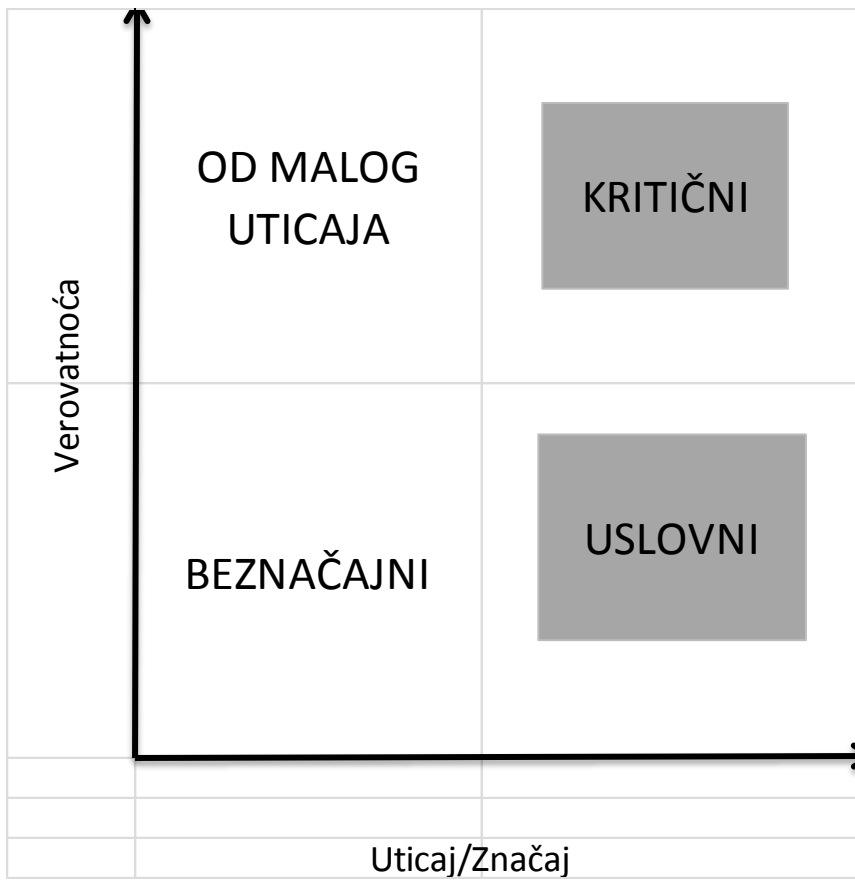 OD MALOG
UTICAJA
KRITIČNI
Verovatnoća
BEZNAČAJNI
USLOVNI
Uticaj/Značaj